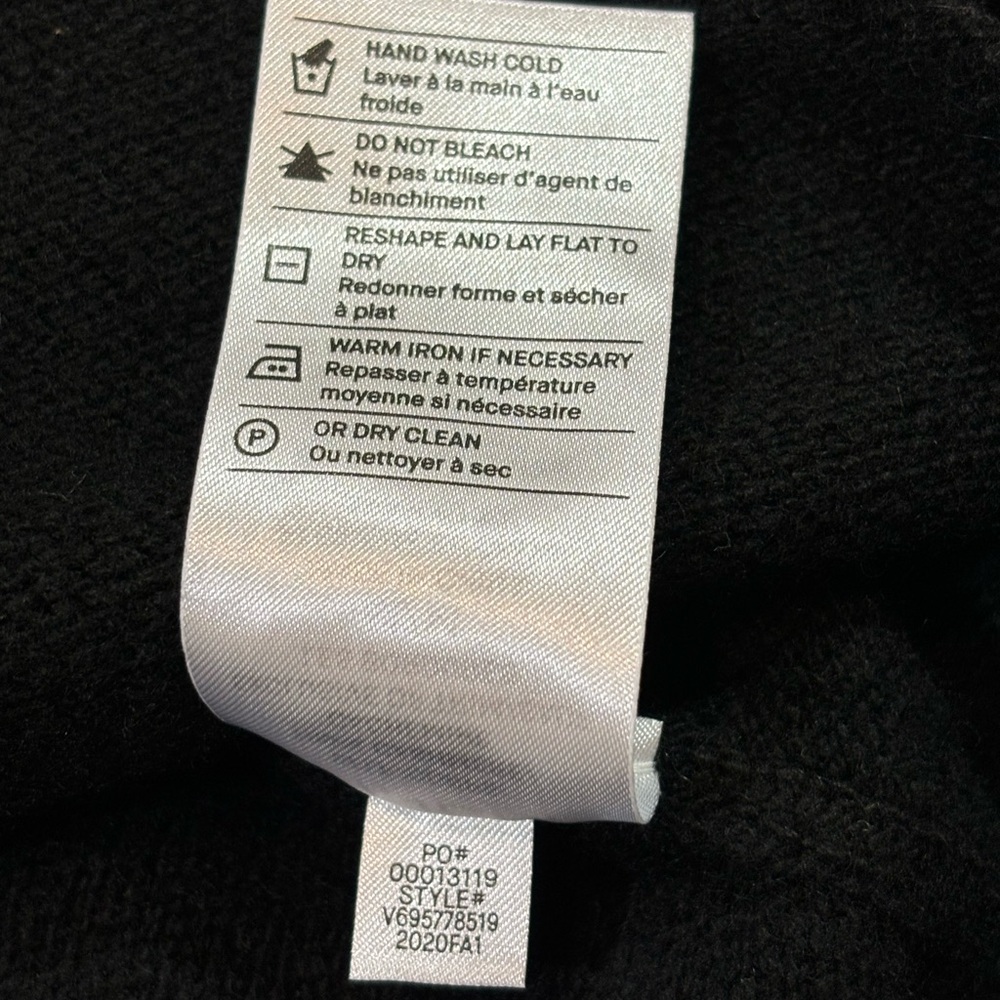 HAND WASH COLD
Laver à la main à l'eau
froide
DO NOT BLEACH
Ne pas utiliser d'agent de
blanchiment
RESHAPE AND LAY FLAT TO
DRY
Redonner forme et sécher
à plat
WARM IRON IF NECESSARY
Repasser à température
moyenne si nécessaire
P
OR DRY CLEAN
Ou nettoyer à sec
PO#
00013119
STYLE#
V695778519
2020FA1